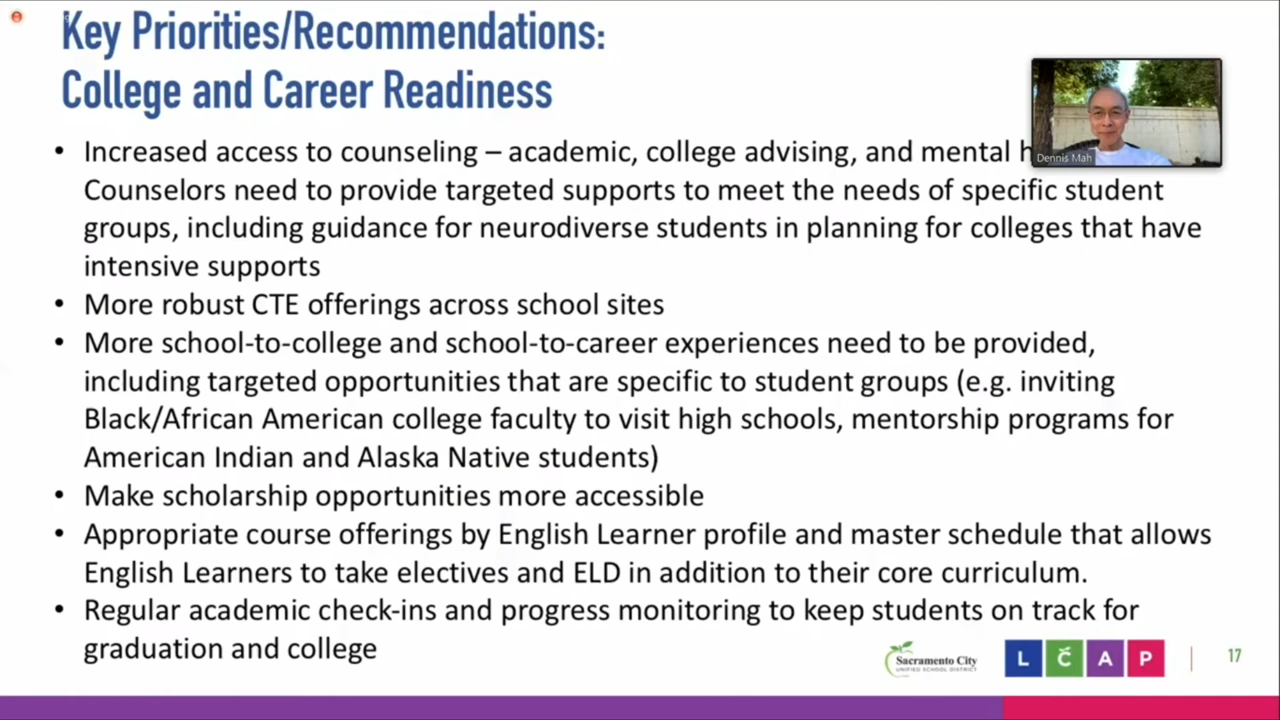 Key Priorities/Recommendations:
College and Career Readiness
• Increased access to counseling – academic, college advising, and mental h
Dennis Mah
Counselors need to provide targeted supports to meet the needs of specific student
groups, including guidance for neurodiverse students in planning for colleges that have
intensive supports
• More robust CTE offerings across school sites
• More school-to-college and school-to-career experiences need to be provided,
including targeted opportunities that are specific to student groups (e.g. inviting
Black/African American college faculty to visit high schools, mentorship programs for
American Indian and Alaska Native students)
• Make scholarship opportunities more accessible
• Appropriate course offerings by English Learner profile and master schedule that allows
English Learners to take electives and ELD in addition to their core curriculum.
• Regular academic check-ins and progress monitoring to keep students on track for
graduation and college
Sacramento City
UNIFIED SCHOOL DISTRICT
LČAP
17